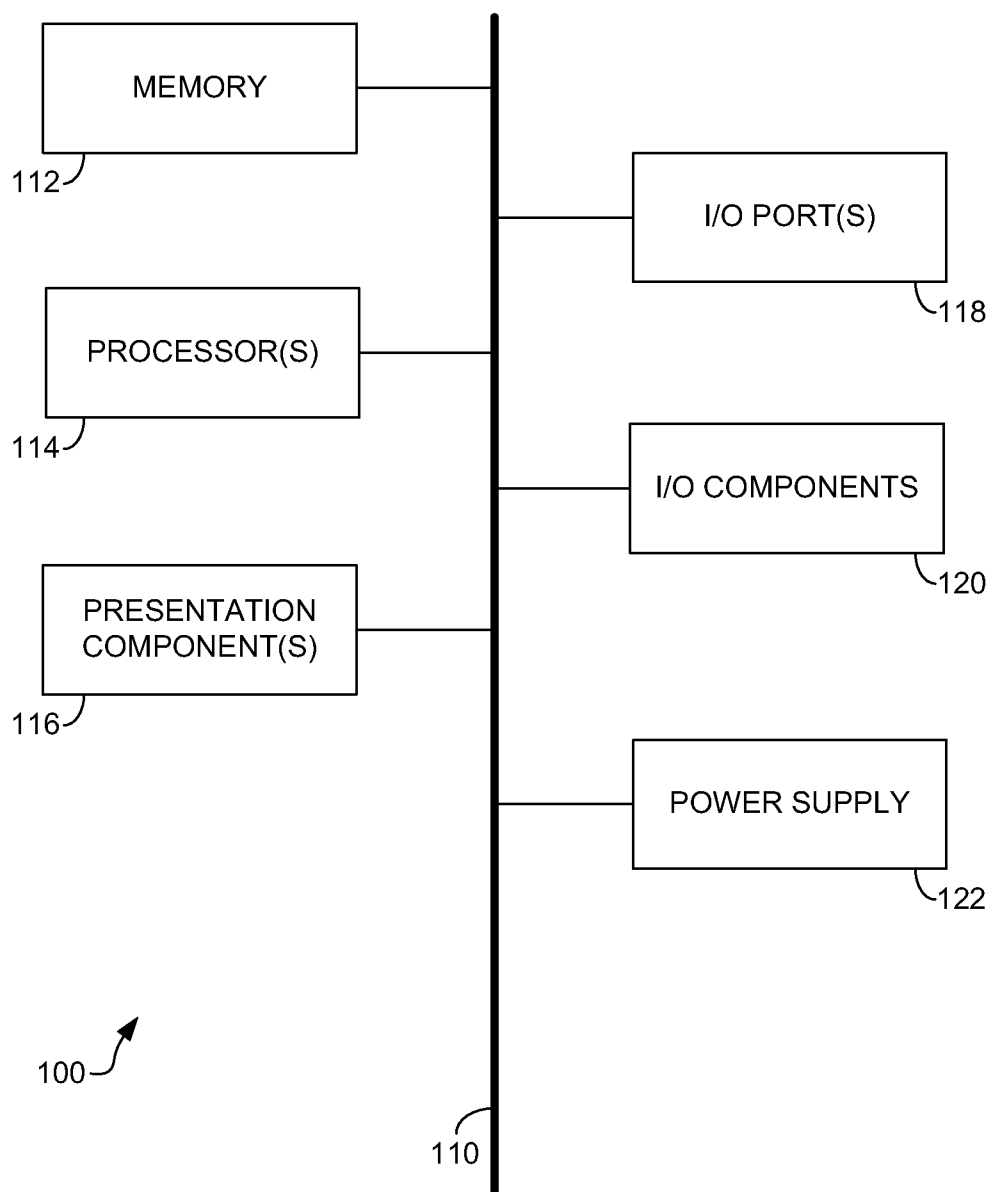 MEMORY
112
I/O PORT(S)
118
PROCESSOR(S)
114
I/O COMPONENTS
120
PRESENTATION
COMPONENT(S)
116
POWER SUPPLY
122
100
110